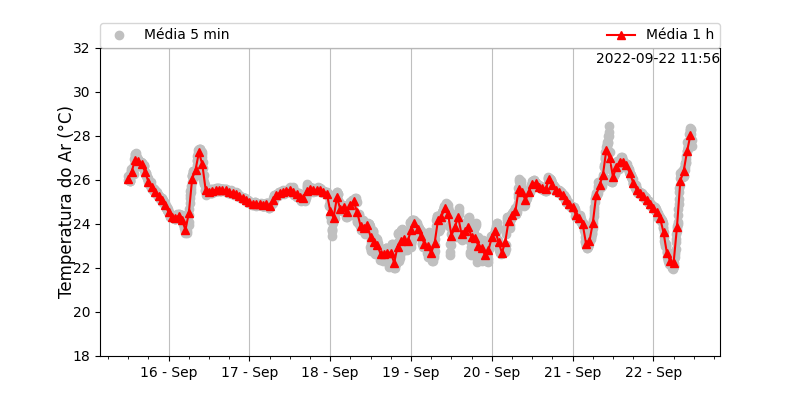 Média 5 min
Média 1 h
2022-09-22 11:56
Temperatura do Ar (°C)
32
30
28
26
24
22
20
18
16 - Sep
17 - Sep
18 - Sep
19 - Sep
20 - Sep
21 - Sep
22 - Sep